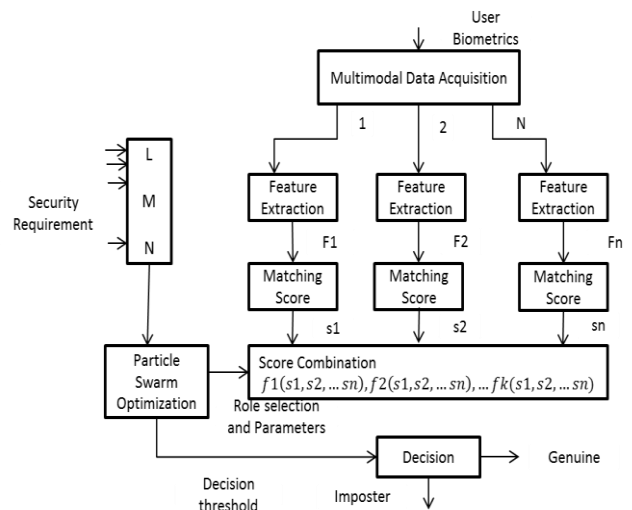 User
Biometrics
Multimodal Data Acquisition
1
2
N
L
M
N
Security
Requirement
Feature
Extraction
Feature
Extraction
Feature
Extraction
F1
F2
Fn
Matching
Score
Matching
Score
Matching
Score
s1
s2
sn
Particle
Swarm
Optimization
Score Combination
f1(s1,s2,...sn),f2(s1,s2,...sn),...fk(s1,s2,...sn)
Role selection
and Parameters
Decision
Genuine
Decision
threshold
Imposter